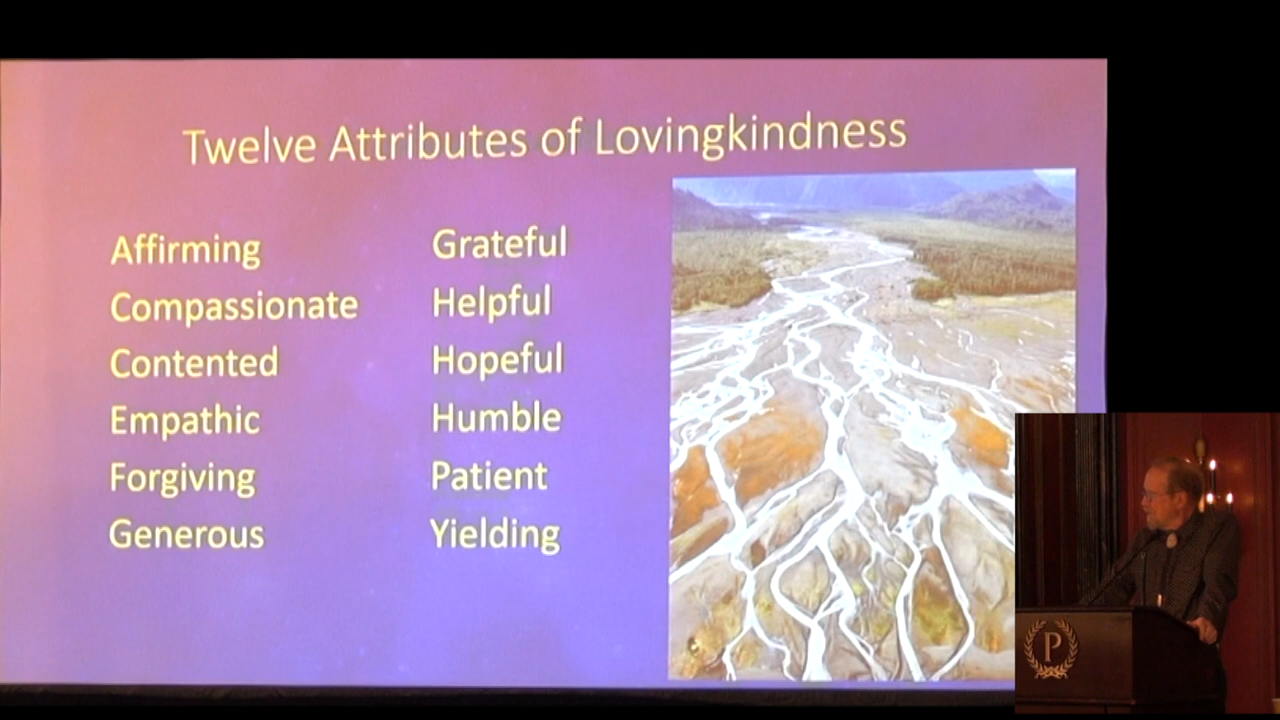 Twelve Attributes of Lovingkindness
Affirming
Compassionate
Contented
Empathic
Forgiving
Generous
Grateful
Helpful
Hopeful
Humble
Patient
Yielding
P